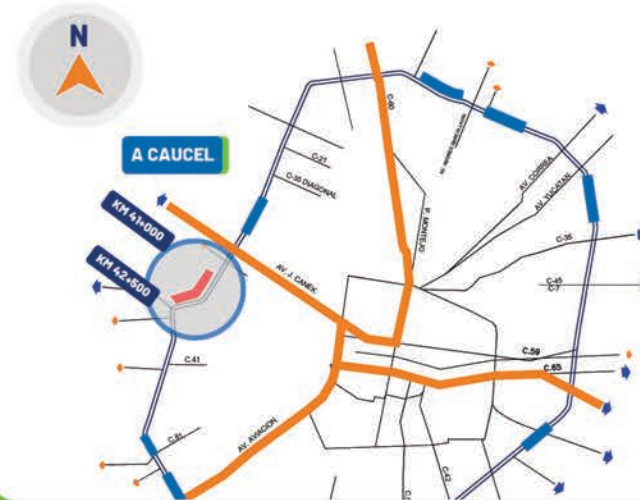 N
A CAUCEL
KM 41+000
KM 42+500
C-60
C-21
C-35 DIAGONAL
AV. CORREA
AV. YUCATAN
P. MONTEJO
C-35
C-45
C-7
AV. J. CANEK
C.59
C.65
C.41
C.81
AV. AVIACION
C-42